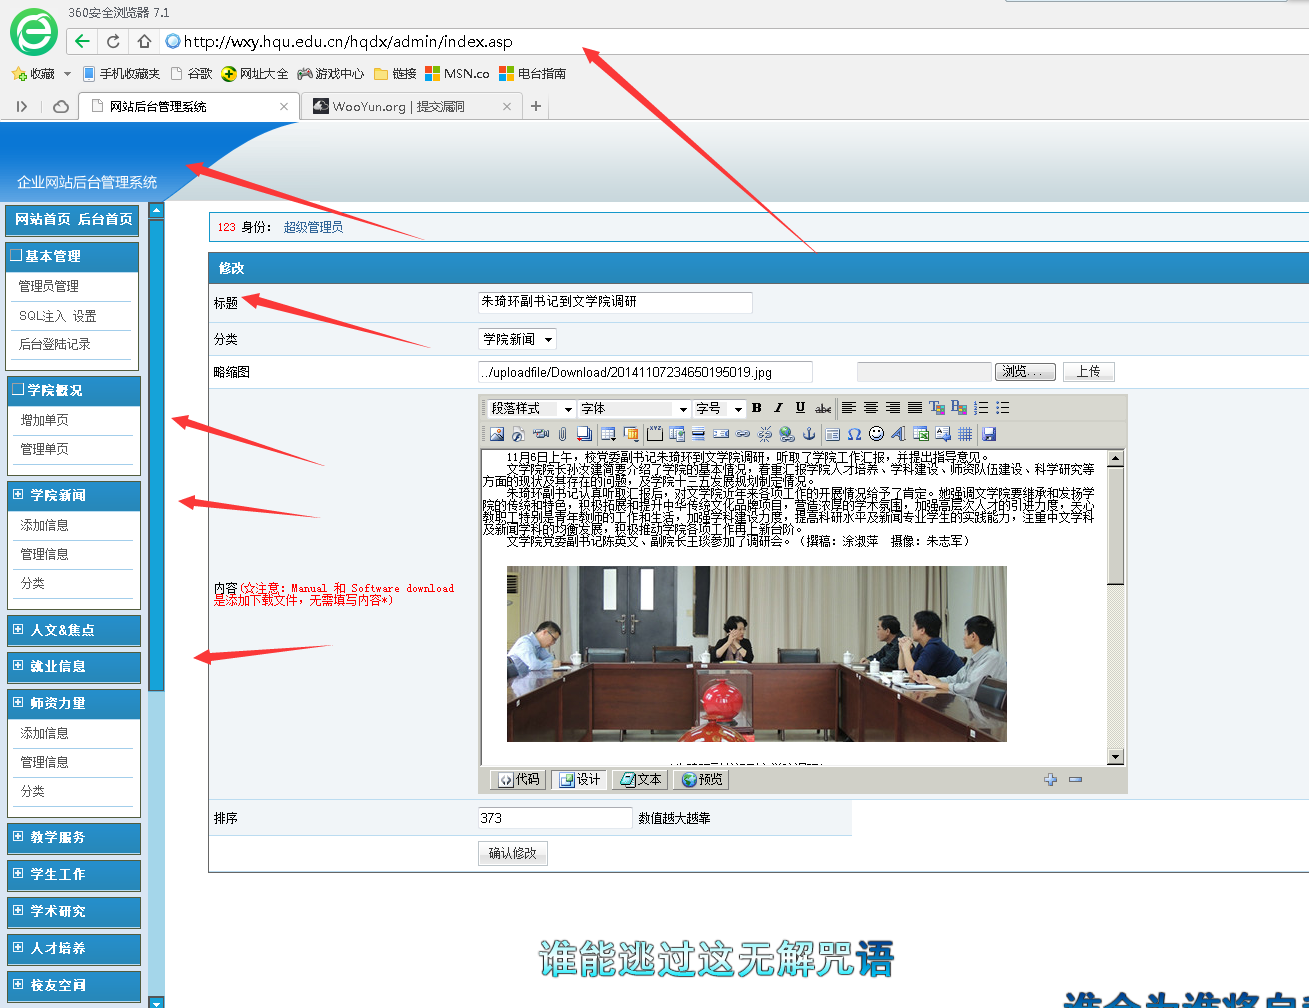 360安全浏览器 7.1
http://wxy.hqu.edu.cn/hqdx/admin/index.asp
收藏 手机收藏夹 谷歌 网址大全 游戏中心 链接 MSN.co 电台指南
网站后台管理系统 WooYun.org | 提交漏洞
企业网站后台管理系统
网站首页 后台首页
基本管理
管理员管理
SQL注入 设置
后台登陆记录
学院概况
增加单页
管理单页
学院新闻
添加信息
管理信息
分类
人文&焦点
就业信息
师资力量
添加信息
管理信息
分类
教学服务
学生工作
学术研究
人才培养
校友空间
123 身份： 超级管理员
修改
标题 朱琦环副书记到文学院调研
分类 学院新闻
略缩图 ../uploadfile/Download/20141107234650195019.jpg 浏览... 上传
段落样式 字体 字号 B I U abc
内容(☆注意：Manual 和 Software download
是添加下载文件，无需填写内容*)
11月6日上午，校党委副书记朱琦环到文学院调研，听取了学院工作汇报，并提出指导意见。
文学院院长孙汝建简要介绍了学院的基本情况，着重汇报学院人才培养、学科建设、师资队伍建设、科学研究等
方面的现状及其存在的问题，及学院十三五发展规划制定情况。
朱琦环副书记认真听取汇报后，对文学院近年来各项工作的开展情况给予了肯定。她强调文学院要继承和发扬学
院的传统和特色，积极拓展和提升中华传统文化品牌项目，营造浓厚的学术氛围，加强高层次人才的引进力度，关心
教职工特别是青年教师的工作和生活，加强学科建设力度，提高科研水平及新闻专业学生的实践能力，注重中文学科
及新闻学科的均衡发展，积极推动学院各项工作再上新台阶。
文学院党委副书记陈英文、副院长王琰参加了调研会。（撰稿：涂淑萍 摄像：朱志军）
代码 设计 文本 预览
排序 373 数值越大越靠
确认修改
谁能逃过这无解咒语